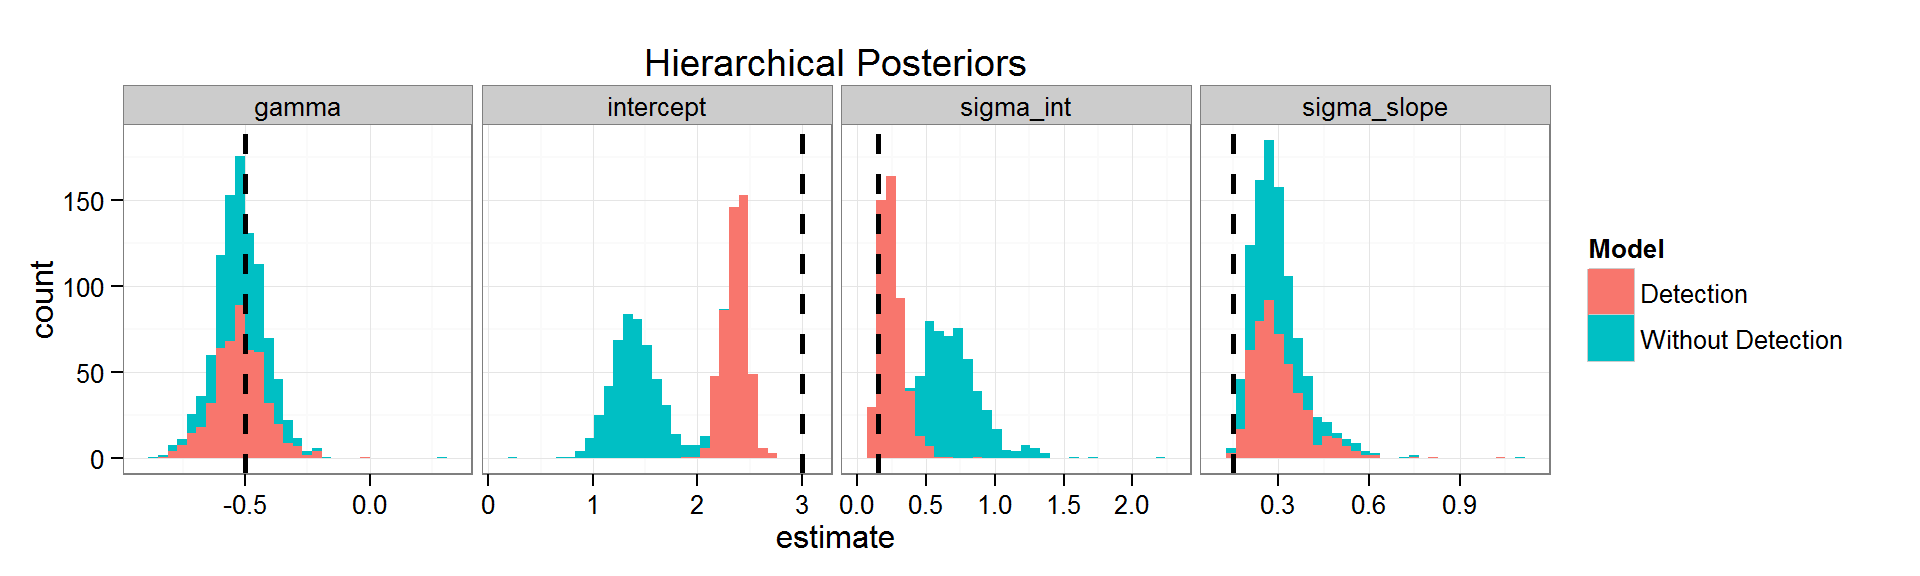 Hierarchical Posteriors
gamma intercept sigma_int sigma_slope
150
100
50
0
count
-0.5 0.0 0 1 2 3 0.0 0.5 1.0 1.5 2.0 0.3 0.6 0.9
estimate
Model
Detection
Without Detection